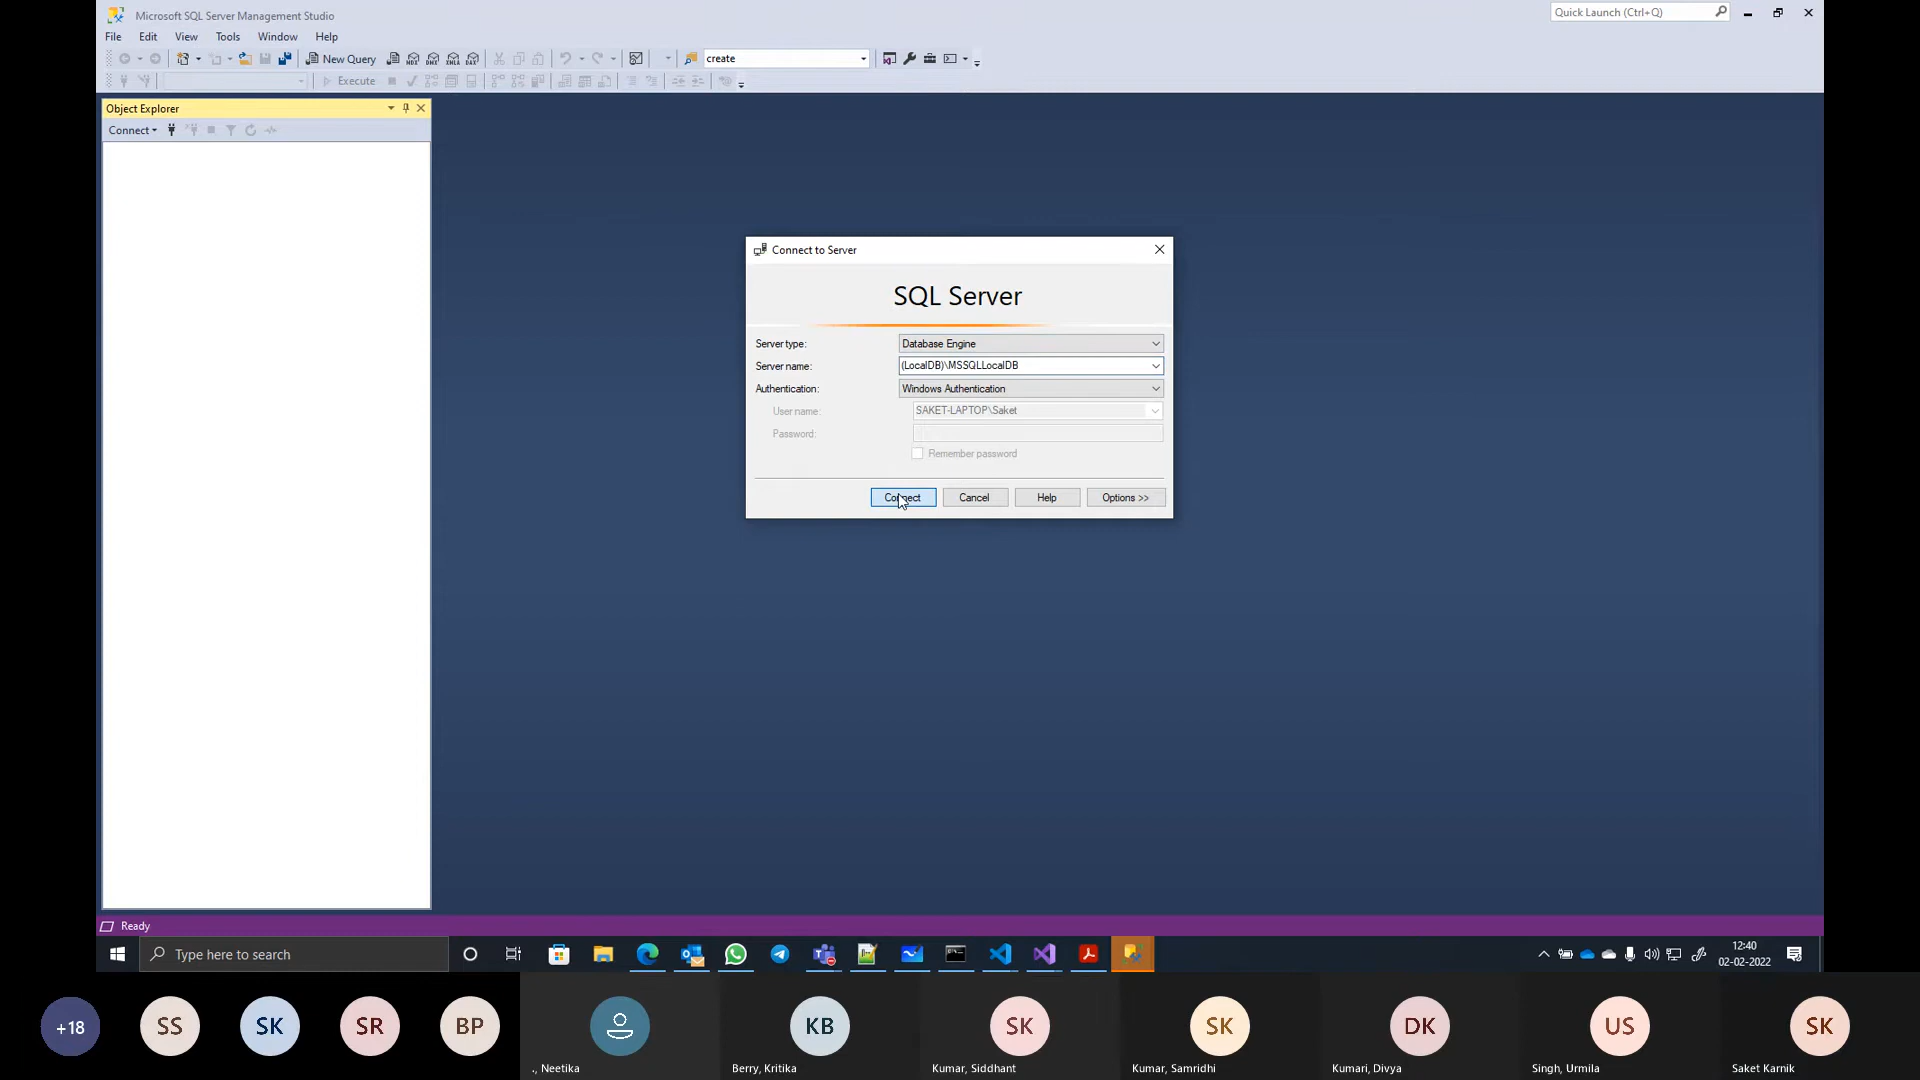 Microsoft SQL Server Management Studio
Quick Launch (Ctrl+Q)
File Edit View Tools Window Help
New Query
MDX DMX XMLA DAX
create
Execute
Object Explorer
Connect
Connect to Server
SQL Server
Server type: Database Engine
Server name: (LocalDB)\MSSQLLocalDB
Authentication: Windows Authentication
User name: SAKET-LAPTOP\Saket
Password:
Remember password
Connect Cancel Help Options >>
Ready
Type here to search
12:40
02-02-2022
+18 SS SK SR BP KB SK SK DK US SK
., Neetika Berry, Kritika Kumar, Siddhant Kumar, Samridhi Kumari, Divya Singh, Urmila Saket Karnik